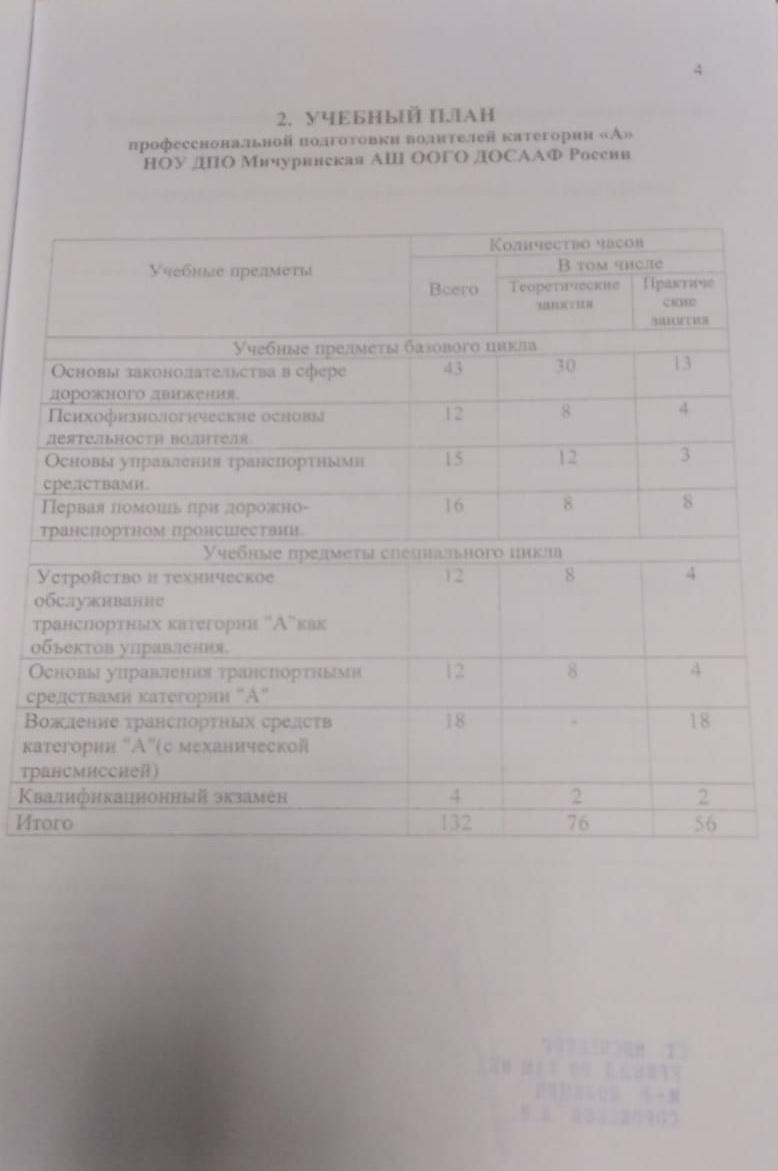 4
2. УЧЕБНЫЙ ПЛАН
профессиональной подготовки водителей категории «А»
НОУ ДПО Мичуринская АШ ООГО ДОСААФ России
Учебные предметы
Количество часов
Всего
В том числе
Теоретические
занятия
Практиче
ские
занятия
Учебные предметы базового цикла
Основы законодательства в сфере 43 30 13
дорожного движения.
Психофизиологические основы 12 8 4
деятельности водителя.
Основы управления транспортными 15 12 3
средствами.
Первая помощь при дорожно- 16 8 8
транспортном происшествии.
Учебные предметы специального цикла
Устройство и техническое 12 8 4
обслуживание
транспортных категории "А"как
объектов управления.
Основы управления транспортными 12 8 4
средствами категории "А"
Вождение транспортных средств 18 - 18
категории "А"(с механической
трансмиссией)
Квалификационный экзамен 4 2 2
Итого 132 76 56